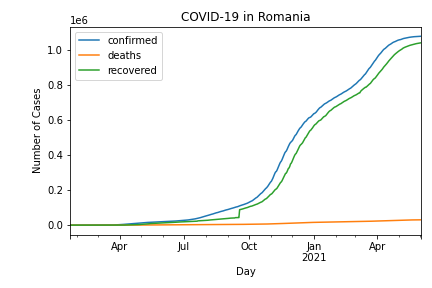 COVID-19 in Romania
1e6
confirmed
deaths
recovered
Number of Cases
1.0
0.8
0.6
0.4
0.2
0.0
Apr Jul Oct Jan Apr
2021
Day